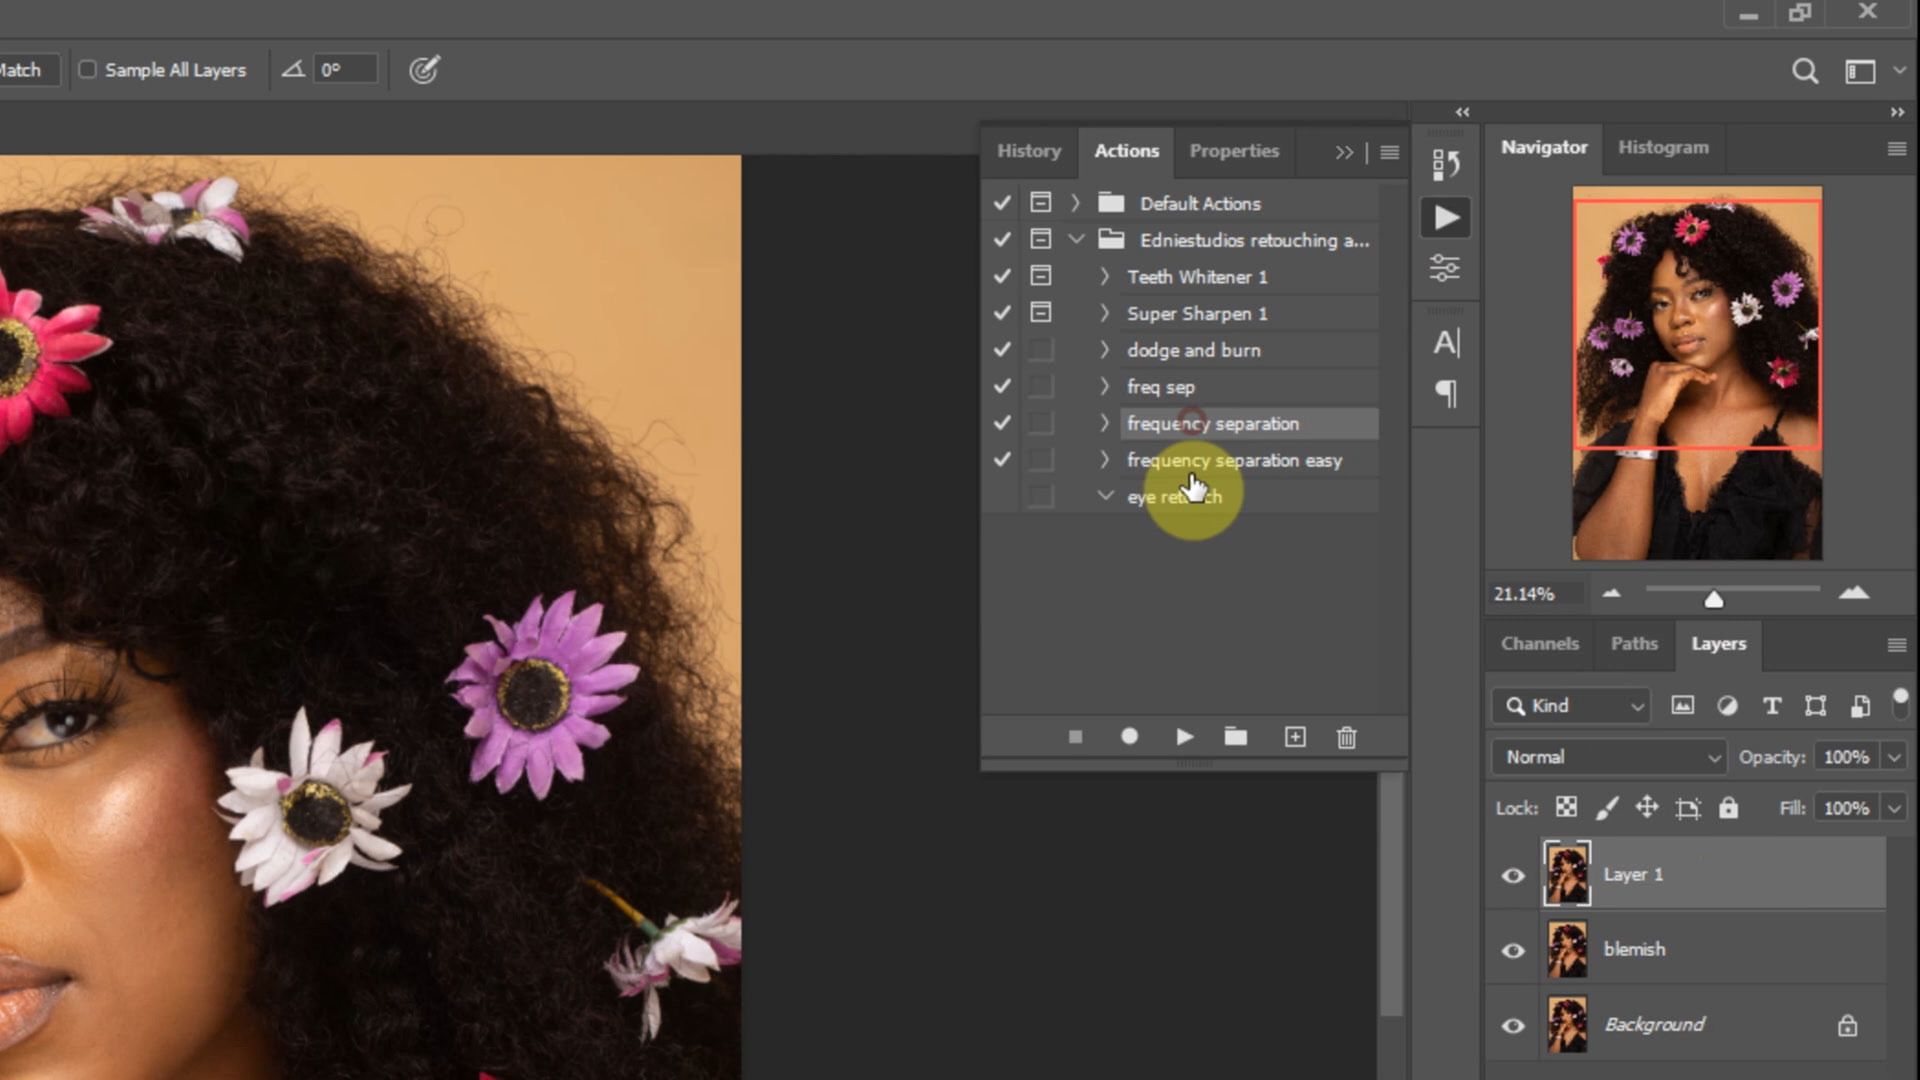 Match
Sample All Layers
0°
History
Actions
Properties
Default Actions
Edniestudios retouching a...
Teeth Whitener 1
Super Sharpen 1
dodge and burn
freq sep
frequency separation
frequency separation easy
eye retouch
Navigator
Histogram
21.14%
Channels
Paths
Layers
Kind
Normal
Opacity: 100%
Lock:
Fill: 100%
Layer 1
blemish
Background